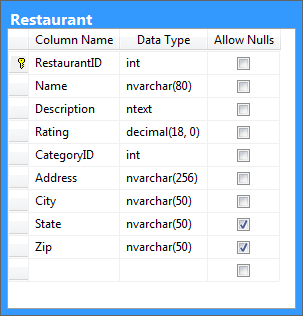 Restaurant
Column Name Data Type Allow Nulls
RestaurantID int
Name nvarchar(80)
Description ntext
Rating decimal(18, 0)
CategoryID int
Address nvarchar(256)
City nvarchar(50)
State nvarchar(50)
Zip nvarchar(50)